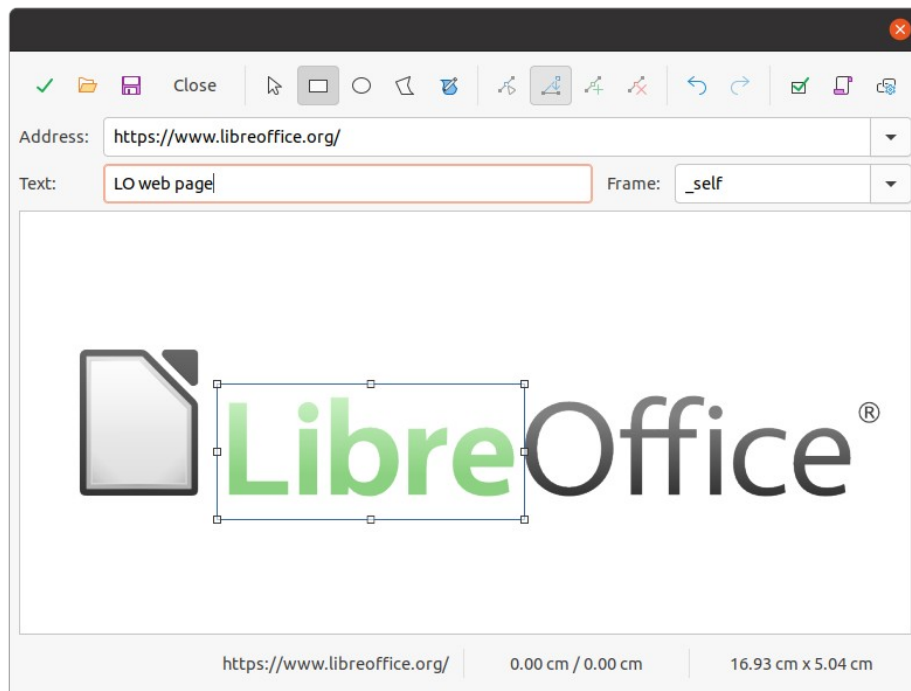 Close
Address: https://www.libreoffice.org/
Text: LO web page Frame: _self
LibreOffice®
https://www.libreoffice.org/ 0.00 cm / 0.00 cm 16.93 cm x 5.04 cm